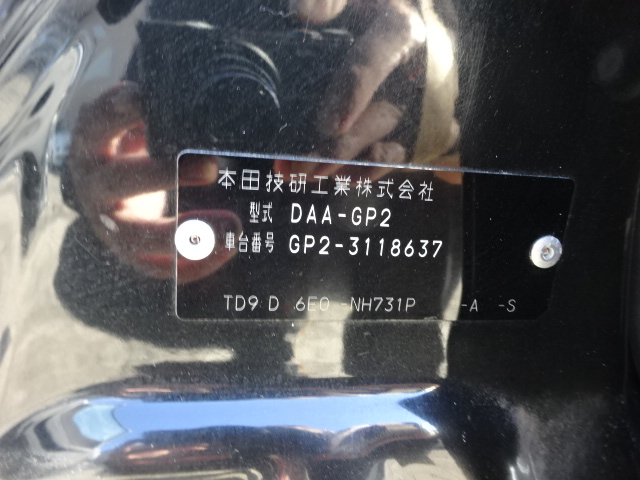 本田技研工業株式会社
型式 DAA-GP2
車台番号 GP2-3118637
TD9 D 6E0 -NH731P -A -S